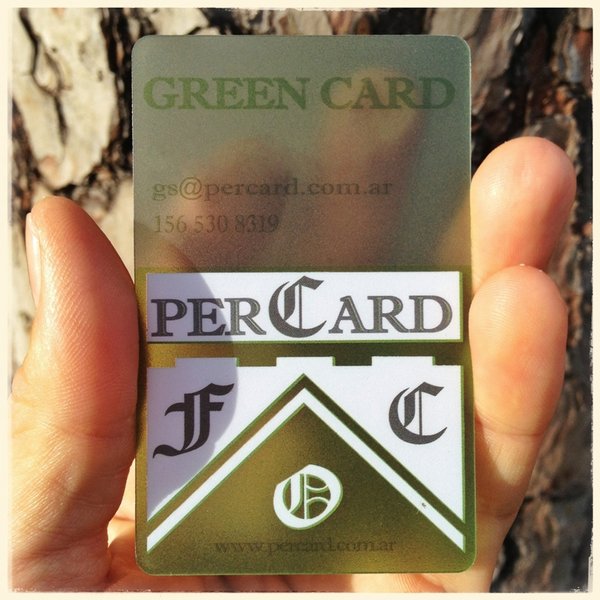 GREEN CARD
gs@percard.com.ar
156 530 8319
PERCARD
F C
O
www.percard.com.ar